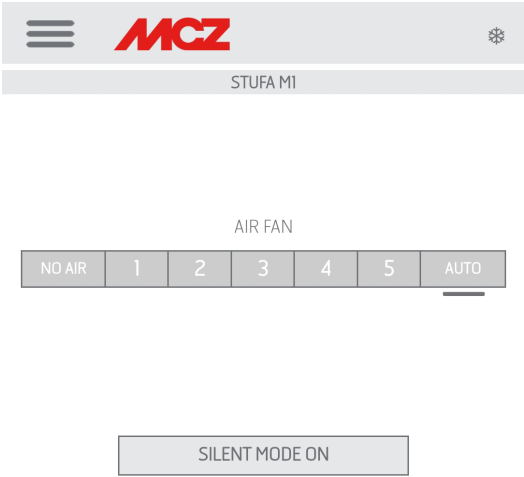 MCZ
STUFA M1
AIR FAN
NO AIR 1 2 3 4 5 AUTO
SILENT MODE ON